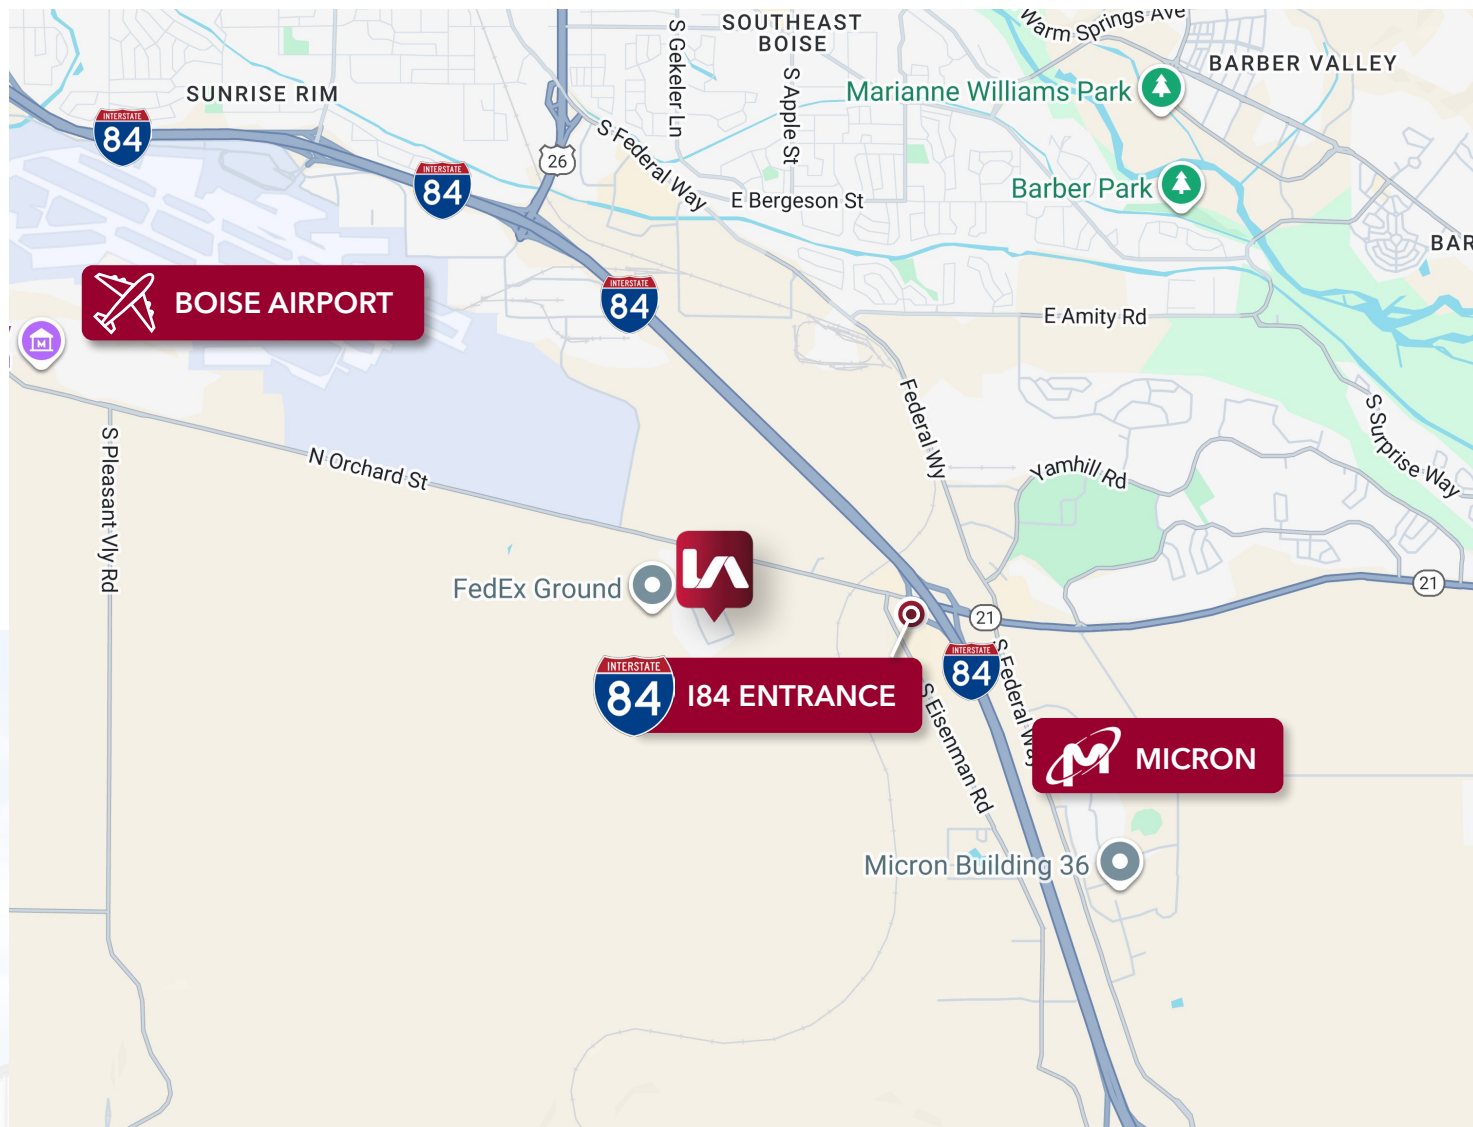 SOUTHEAST
BOISE
Warm Springs Ave
BARBER VALLEY
S Gekeler Ln
S Apple St
SUNRISE RIM
Marianne Williams Park
INTERSTATE
84
S Federal Way
26
INTERSTATE
84
E Bergeson St
Barber Park
BAR
BOISE AIRPORT
INTERSTATE
84
E Amity Rd
M
Federal Wy
S Surprise Way
S Pleasant Vly Rd
N Orchard St
Yamhill Rd
FedEx Ground
21
21
INTERSTATE
84
I84 ENTRANCE
INTERSTATE
84
S Federal Way
S Eisenman Rd
MICRON
Micron Building 36